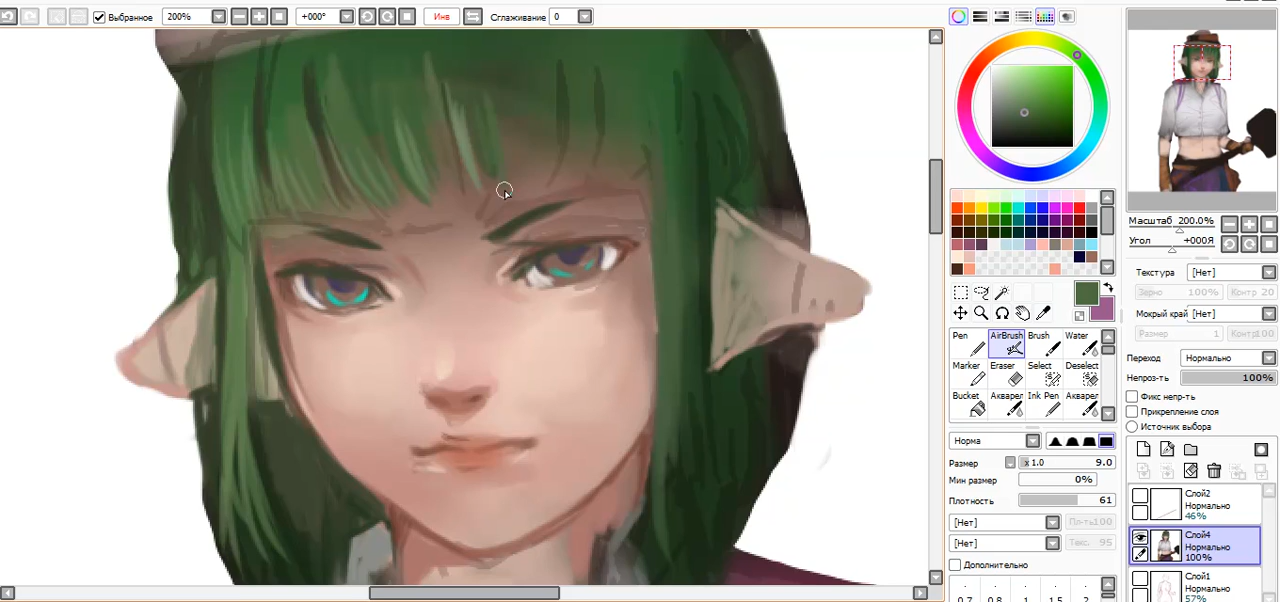 Выбранное 200% +000° Инв Сглаживание 0
Масштаб 200.0%
Угол +000Я
Текстура [Нет]
Зерно 100% Контр 20
Мокрый край [Нет]
Размер 1 Контр 100
Переход Нормально
Непроз-ть 100%
Фикс непр-ть
Прикрепление слоя
Источник выбора
Pen AirBrush Brush Water
Marker Eraser Select Deselect
Bucket Акварел Ink Pen Акварел
Норма
Размер x 1.0 9.0
Мин размер 0%
Плотность 61
[Нет] Пл-ть 100
[Нет] Текс. 95
Дополнительно
0.7 0.8 1 1.5 2
Слой2
Нормально
46%
Слой4
Нормально
100%
Слой1
Нормально
57%